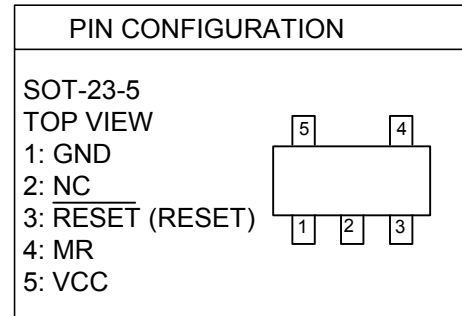 PIN CONFIGURATION
SOT-23-5
TOP VIEW
1: GND
2: NC
3: R̅E̅S̅E̅T̅ (RESET)
4: MR
5: VCC
5 4
1 2 3